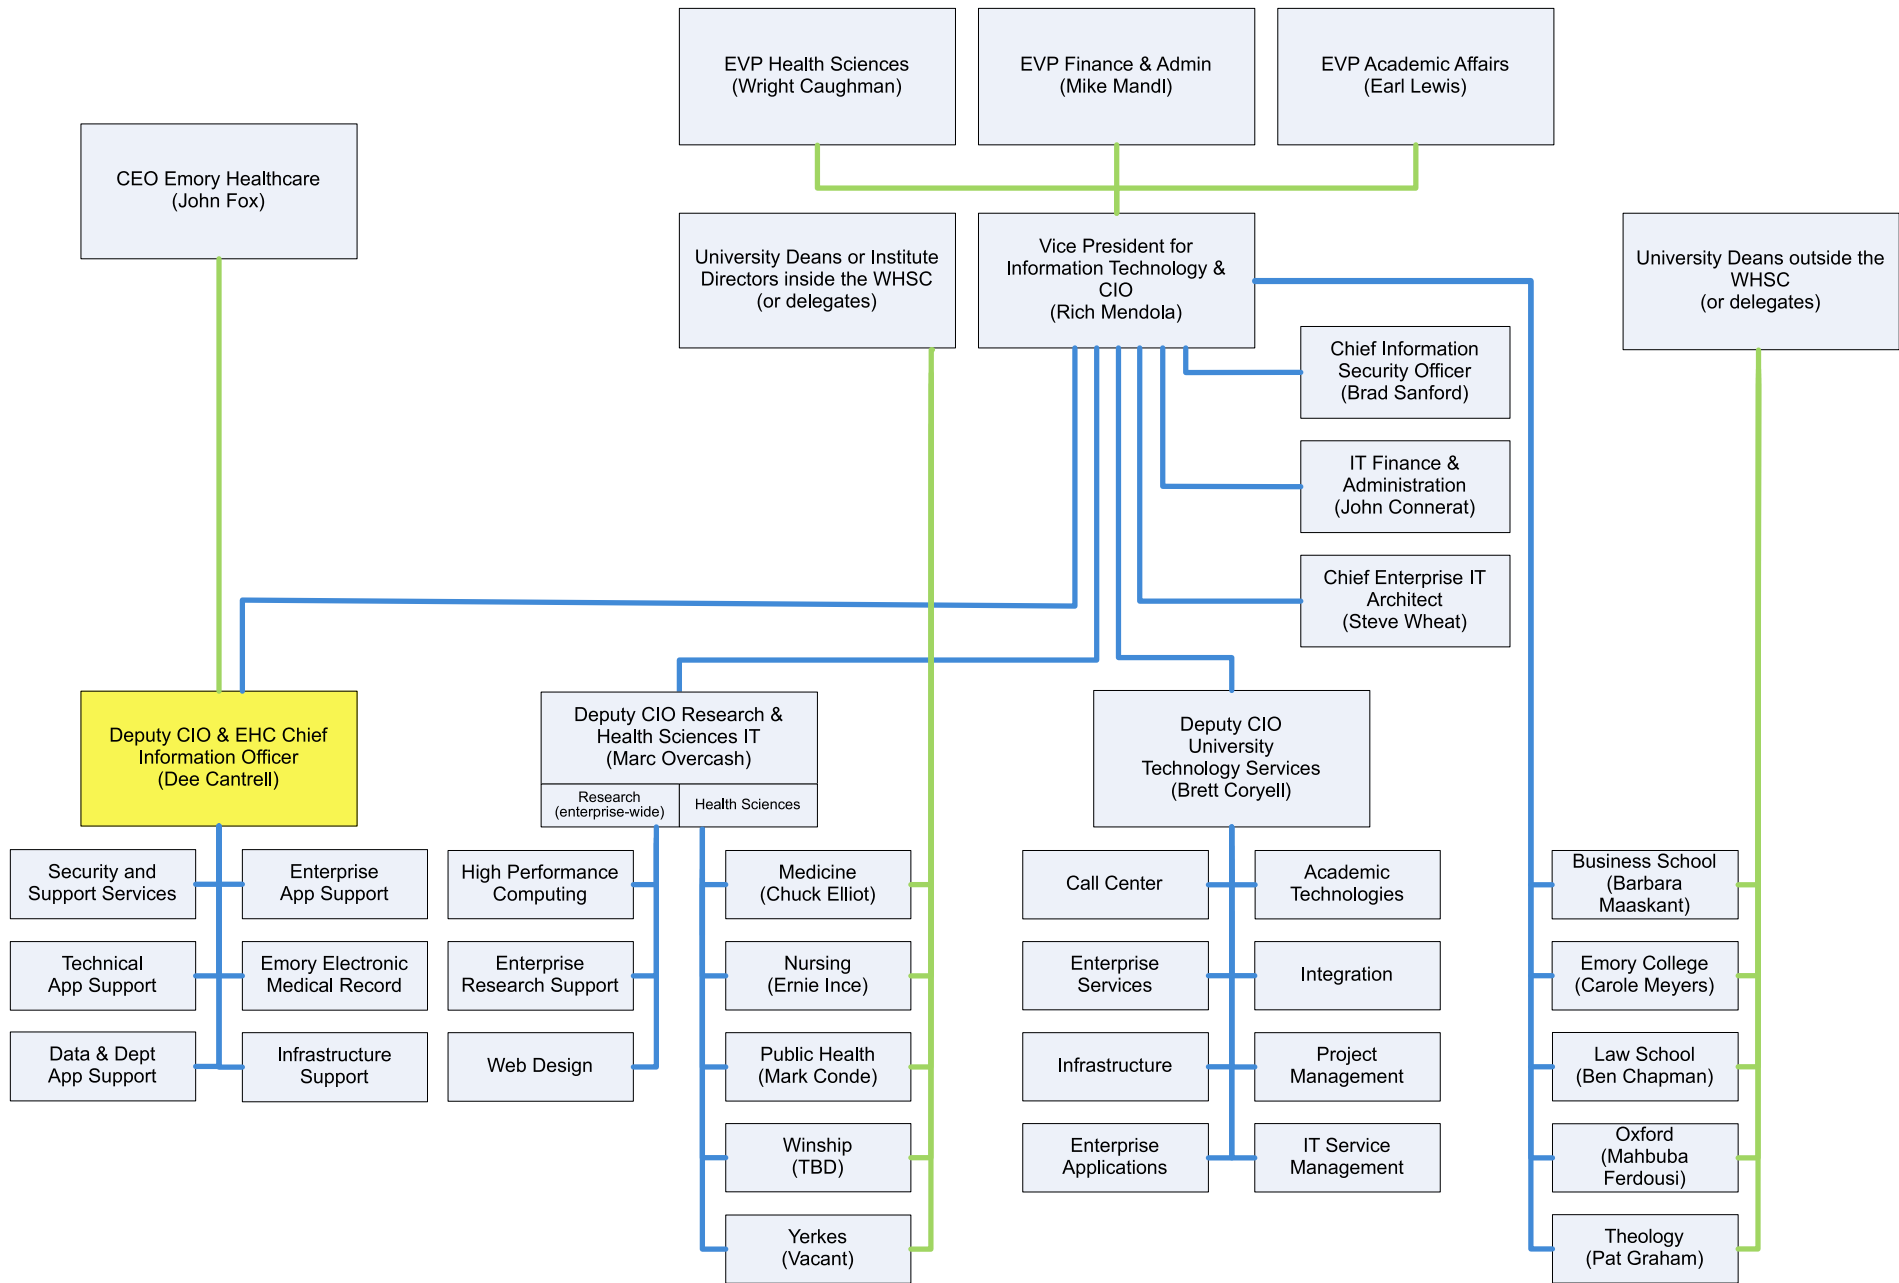 EVP Health Sciences
(Wright Caughman)
EVP Finance & Admin
(Mike Mandl)
EVP Academic Affairs
(Earl Lewis)
CEO Emory Healthcare
(John Fox)
University Deans or Institute
Directors inside the WHSC
(or delegates)
Vice President for
Information Technology &
CIO
(Rich Mendola)
University Deans outside the
WHSC
(or delegates)
Chief Information
Security Officer
(Brad Sanford)
IT Finance &
Administration
(John Connerat)
Chief Enterprise IT
Architect
(Steve Wheat)
Deputy CIO & EHC Chief
Information Officer
(Dee Cantrell)
Deputy CIO Research &
Health Sciences IT
(Marc Overcash)
Research
(enterprise-wide)
Health Sciences
Deputy CIO
University
Technology Services
(Brett Coryell)
Security and
Support Services
Enterprise
App Support
High Performance
Computing
Medicine
(Chuck Elliot)
Call Center
Academic
Technologies
Business School
(Barbara
Maaskant)
Technical
App Support
Emory Electronic
Medical Record
Enterprise
Research Support
Nursing
(Ernie Ince)
Enterprise
Services
Integration
Emory College
(Carole Meyers)
Data & Dept
App Support
Infrastructure
Support
Web Design
Public Health
(Mark Conde)
Infrastructure
Project
Management
Law School
(Ben Chapman)
Winship
(TBD)
Enterprise
Applications
IT Service
Management
Oxford
(Mahbuba
Ferdousi)
Yerkes
(Vacant)
Theology
(Pat Graham)